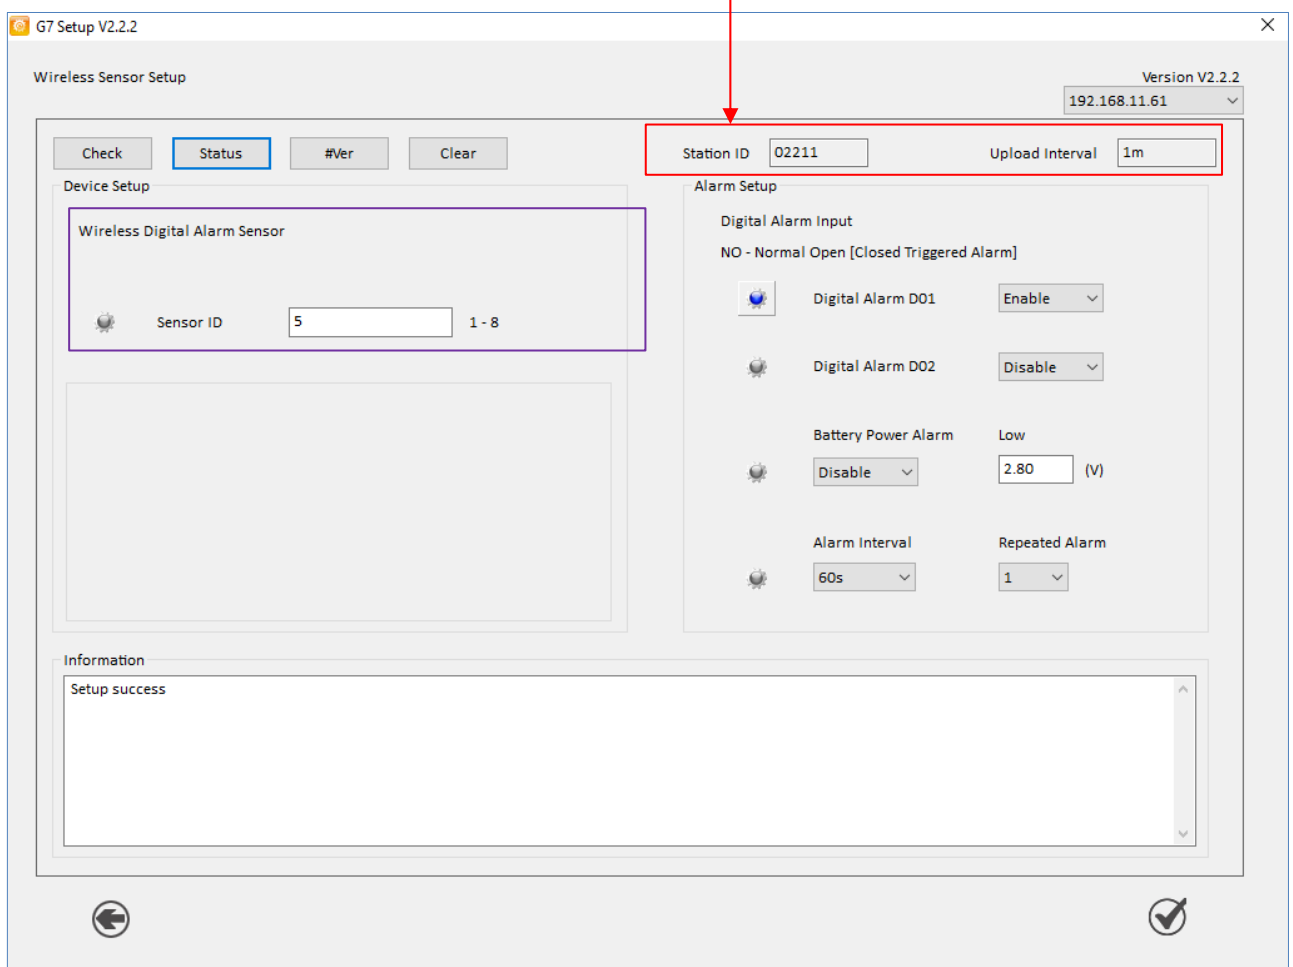 G7 Setup V2.2.2
Wireless Sensor Setup
Version V2.2.2
192.168.11.61
Check Status #Ver Clear
Station ID 02211 Upload Interval 1m
Device Setup
Wireless Digital Alarm Sensor
Sensor ID 5 1 - 8
Alarm Setup
Digital Alarm Input
NO - Normal Open [Closed Triggered Alarm]
Digital Alarm D01 Enable
Digital Alarm D02 Disable
Battery Power Alarm Low
Disable 2.80 (V)
Alarm Interval Repeated Alarm
60s 1
Information
Setup success